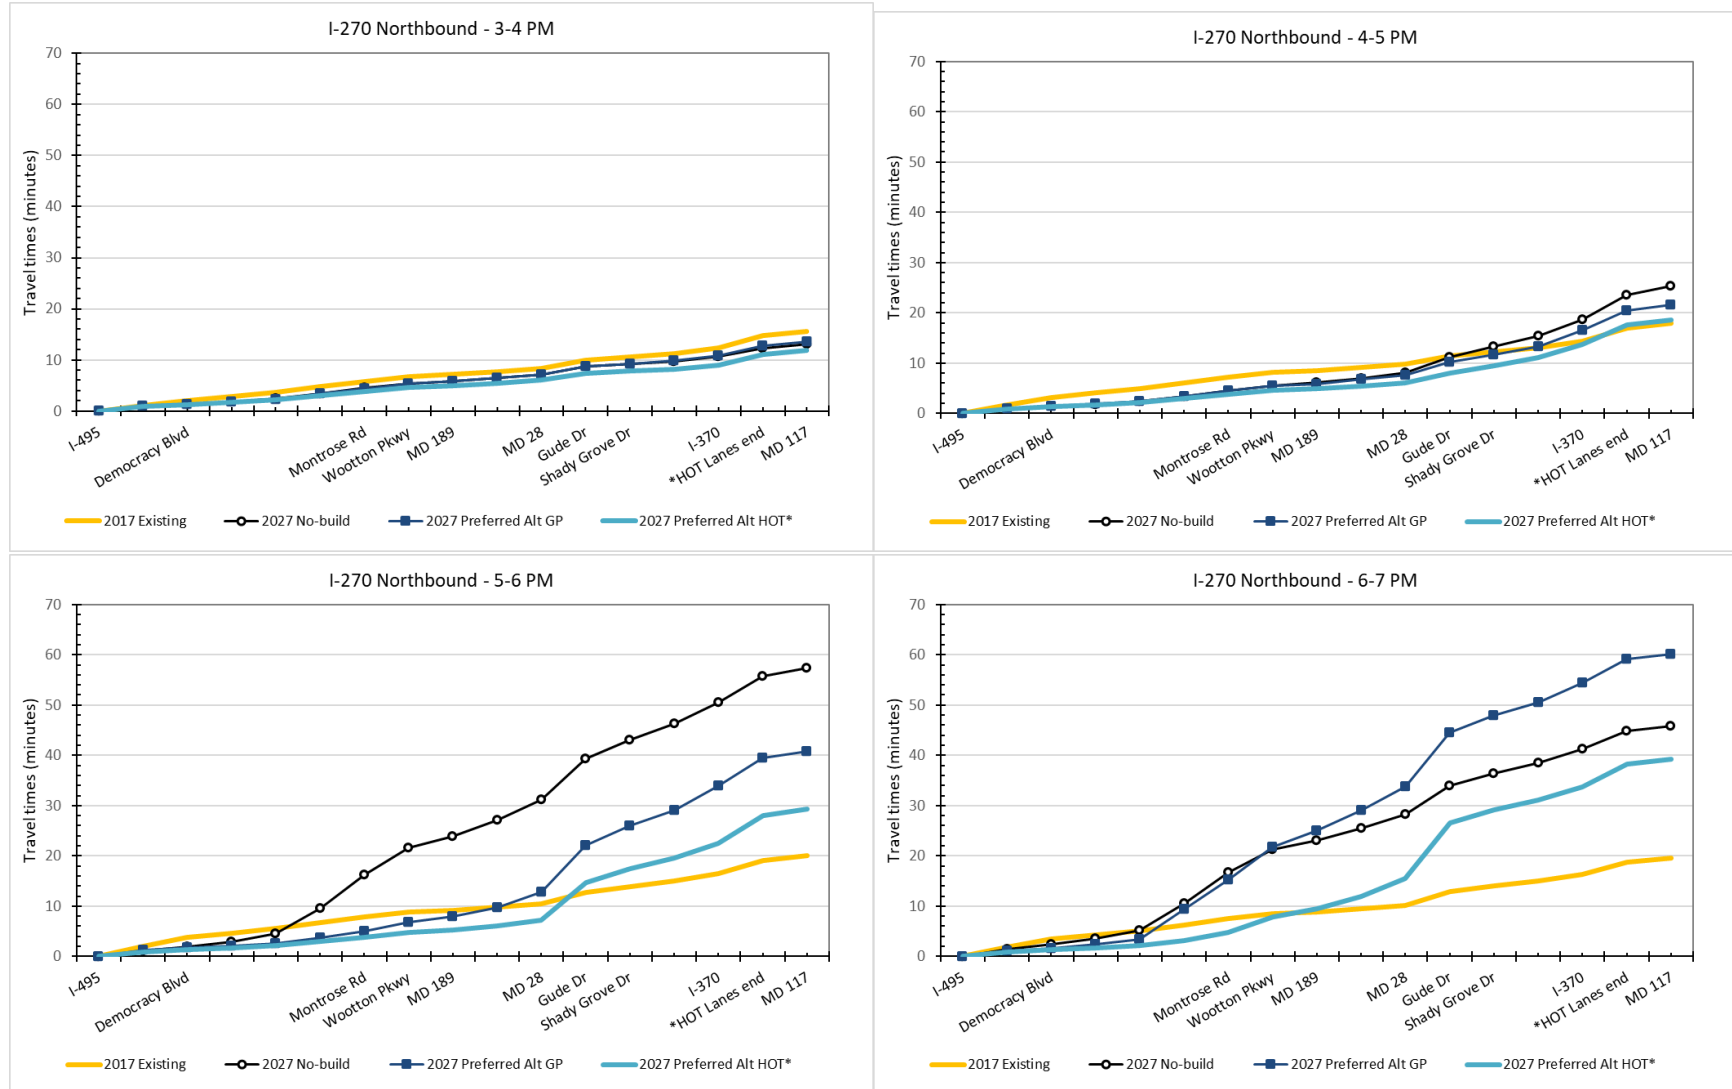 I-270 Northbound - 3-4 PM
Travel times (minutes)
70
60
50
40
30
20
10
0
I-495
Democracy Blvd
Montrose Rd
Wootton Pkwy
MD 189
MD 28
Gude Dr
Shady Grove Dr
I-370
*HOT Lanes end
MD 117
2017 Existing
2027 No-build
2027 Preferred Alt GP
2027 Preferred Alt HOT*
I-270 Northbound - 4-5 PM
Travel times (minutes)
70
60
50
40
30
20
10
0
I-495
Democracy Blvd
Montrose Rd
Wootton Pkwy
MD 189
MD 28
Gude Dr
Shady Grove Dr
I-370
*HOT Lanes end
MD 117
2017 Existing
2027 No-build
2027 Preferred Alt GP
2027 Preferred Alt HOT*
I-270 Northbound - 5-6 PM
Travel times (minutes)
70
60
50
40
30
20
10
0
I-495
Democracy Blvd
Montrose Rd
Wootton Pkwy
MD 189
MD 28
Gude Dr
Shady Grove Dr
I-370
*HOT Lanes end
MD 117
2017 Existing
2027 No-build
2027 Preferred Alt GP
2027 Preferred Alt HOT*
I-270 Northbound - 6-7 PM
Travel times (minutes)
70
60
50
40
30
20
10
0
I-495
Democracy Blvd
Montrose Rd
Wootton Pkwy
MD 189
MD 28
Gude Dr
Shady Grove Dr
I-370
*HOT Lanes end
MD 117
2017 Existing
2027 No-build
2027 Preferred Alt GP
2027 Preferred Alt HOT*